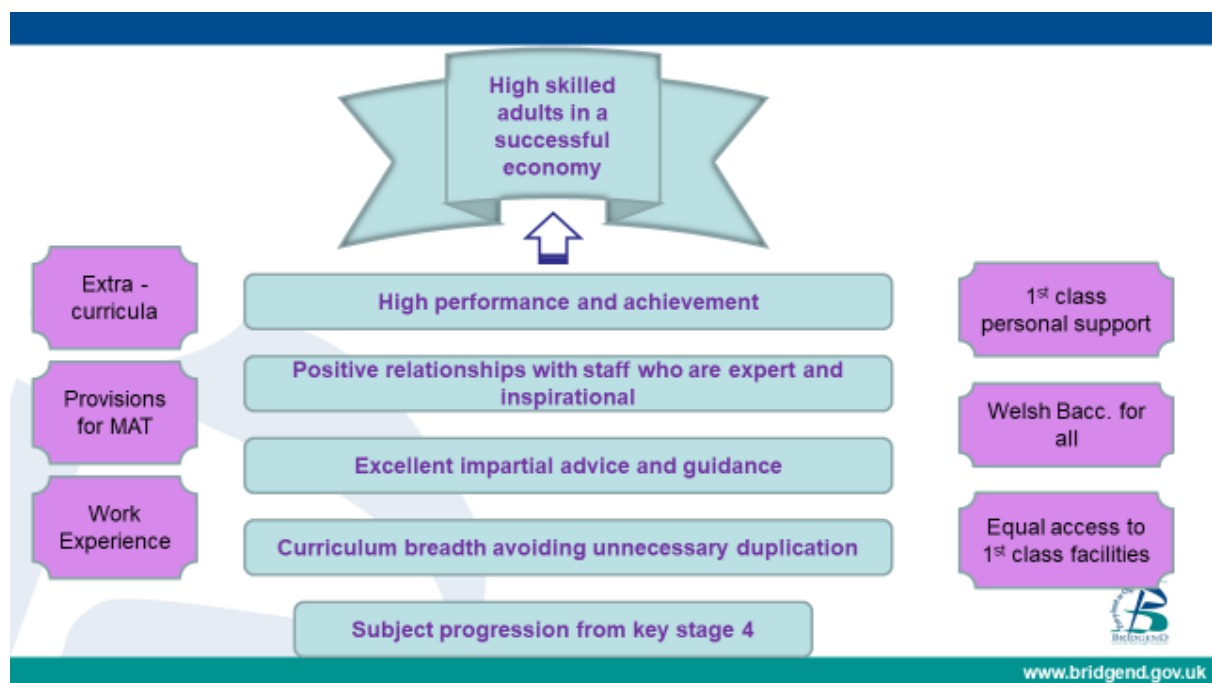 High skilled
adults in a
successful
economy
Extra -
curricula
High performance and achievement
1st class
personal support
Positive relationships with staff who are expert and
inspirational
Provisions
for MAT
Welsh Bacc. for
all
Excellent impartial advice and guidance
Work
Experience
Curriculum breadth avoiding unnecessary duplication
Equal access to
1st class facilities
Subject progression from key stage 4
BRIDGEND
www.bridgend.gov.uk